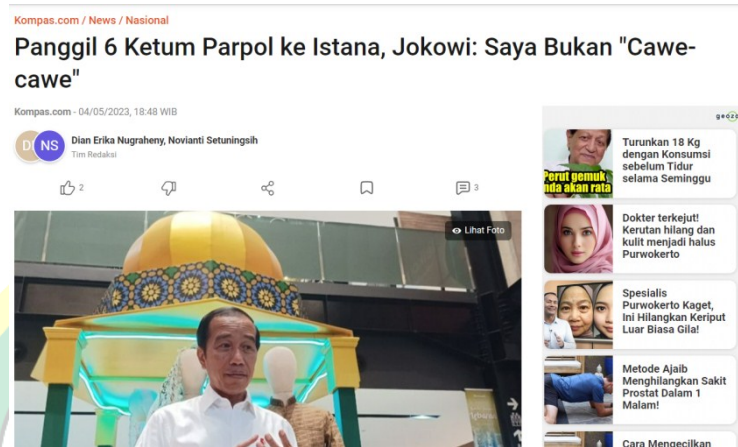 Kompas.com / News / Nasional
Panggil 6 Ketum Parpol ke Istana, Jokowi: Saya Bukan "Cawe-
cawe"
Kompas.com - 04/05/2023, 18:48 WIB
NS
Dian Erika Nugraheny, Novianti Setuningsih
Tim Redaksi
2
3
Lihat Foto
Perut gemuk
nda akan rata
Turunkan 18 Kg
dengan Konsumsi
sebelum Tidur
selama Seminggu
Dokter terkejut!
Kerutan hilang dan
kulit menjadi halus
Purwokerto
Spesialis
Purwokerto Kaget,
Ini Hilangkan Keriput
Luar Biasa Gila!
Metode Ajaib
Menghilangkan Sakit
Prostat Dalam 1
Malam!
Cara Mengecilkan